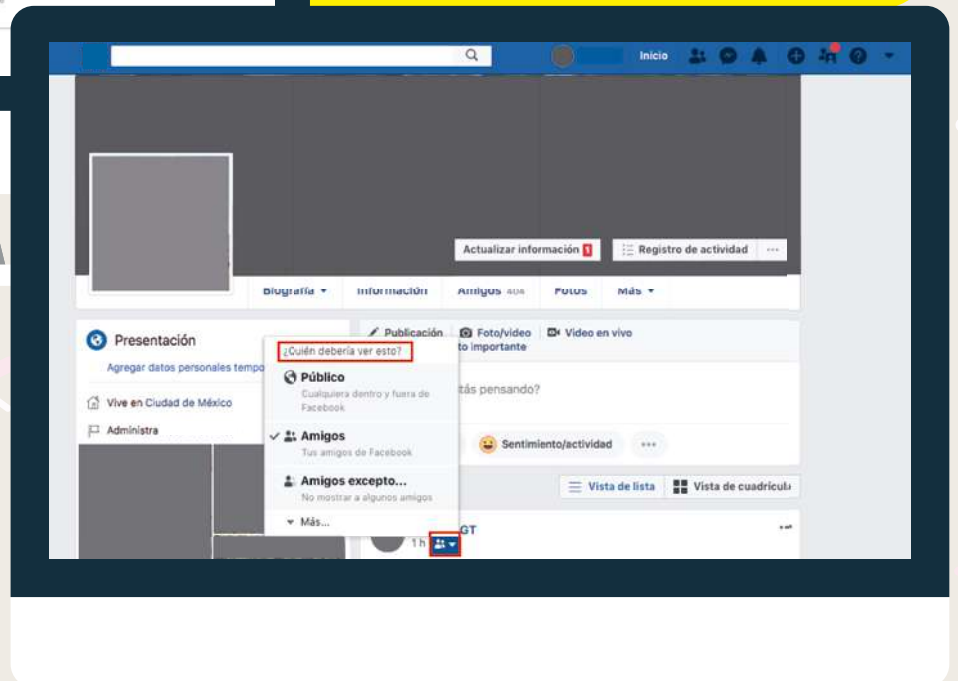 Inicio
Actualizar información 1
Registro de actividad
Biografía
Información
Amigos 404
Fotos
Más
Presentación
Agregar datos personales tempo
Vive en Ciudad de México
Administra
¿Quién debería ver esto?
Público
Cualquiera dentro y fuera de
Facebook
Amigos
Tus amigos de Facebook
Amigos excepto...
No mostrar a algunos amigos
Más...
Publicación
Foto/video
Video en vivo
to importante
tás pensando?
Sentimiento/actividad
Vista de lista
Vista de cuadrícul
GT
1 h